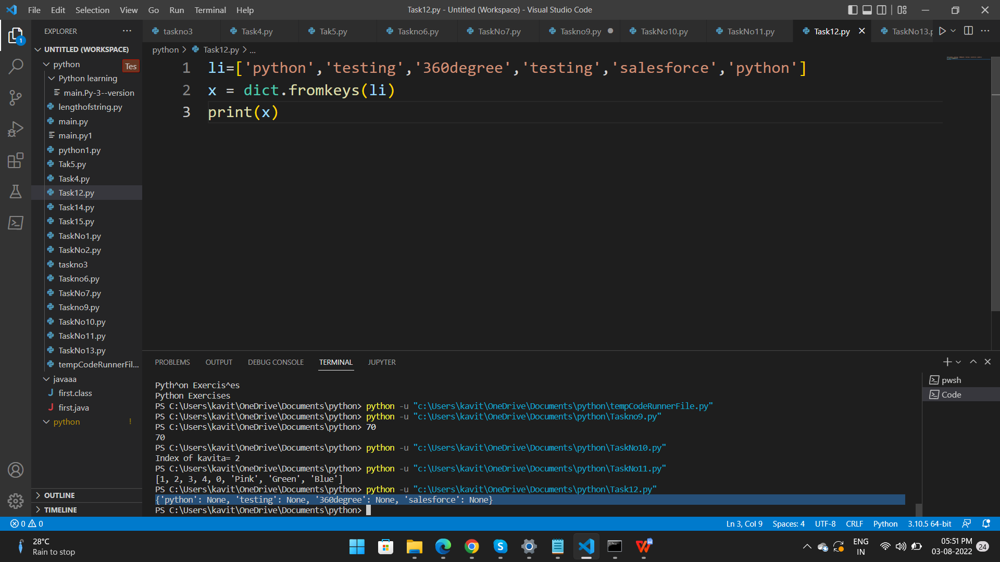 File Edit Selection View Go Run Terminal Help
Task12.py - Untitled (Workspace) - Visual Studio Code
EXPLORER
taskno3 Task4.py Tak5.py Taskno6.py TaskNo7.py Taskno9.py TaskNo10.py TaskNo11.py Task12.py TaskNo13.p
1
UNTITLED (WORKSPACE)
python > Task12.py > ...
python Tes
Python learning
main.Py-3--version
lengthofstring.py
main.py
main.py1
python1.py
Tak5.py
Task4.py
Task12.py
Task14.py
Task15.py
TaskNo1.py
TaskNo2.py
taskno3
Taskno6.py
TaskNo7.py
Taskno9.py
TaskNo10.py
TaskNo11.py
TaskNo13.py
tempCodeRunnerFil...
javaaa
J first.class
J first.java
python !
OUTLINE
TIMELINE
1 li=['python','testing','360degree','testing','salesforce','python']
2 x = dict.fromkeys(li)
3 print(x)
PROBLEMS OUTPUT DEBUG CONSOLE TERMINAL JUPYTER
Pyth^on Exercis^es
Python Exercises
PS C:\Users\kavit\OneDrive\Documents\python> python -u "c:\Users\kavit\OneDrive\Documents\python\tempCodeRunnerFile.py"
PS C:\Users\kavit\OneDrive\Documents\python> python -u "c:\Users\kavit\OneDrive\Documents\python\Taskno9.py"
PS C:\Users\kavit\OneDrive\Documents\python> 70
70
PS C:\Users\kavit\OneDrive\Documents\python> python -u "c:\Users\kavit\OneDrive\Documents\python\TaskNo10.py"
Index of kavita= 2
PS C:\Users\kavit\OneDrive\Documents\python> python -u "c:\Users\kavit\OneDrive\Documents\python\TaskNo11.py"
[1, 2, 3, 4, 0, 'Pink', 'Green', 'Blue']
PS C:\Users\kavit\OneDrive\Documents\python> python -u "c:\Users\kavit\OneDrive\Documents\python\Task12.py"
{'python': None, 'testing': None, '360degree': None, 'salesforce': None}
PS C:\Users\kavit\OneDrive\Documents\python>
pwsh
Code
0 0
Ln 3, Col 9 Spaces: 4 UTF-8 CRLF Python 3.10.5 64-bit
28°C
Rain to stop
ENG
IN
05:51 PM
03-08-2022
24